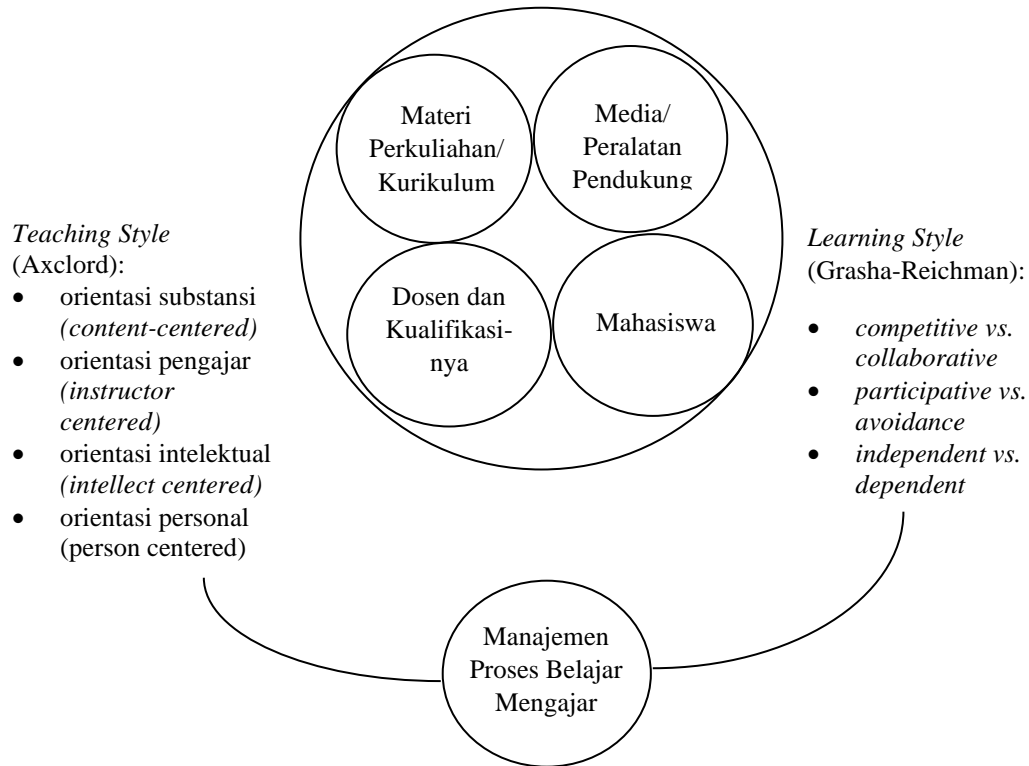 Materi
Perkuliahan/
Kurikulum
Media/
Peralatan
Pendukung
Teaching Style
(Axclord):
• orientasi substansi
(content-centered)
• orientasi pengajar
(instructor
centered)
• orientasi intelektual
(intellect centered)
• orientasi personal
(person centered)
Dosen dan
Kualifikasi-
nya
Mahasiswa
Learning Style
(Grasha-Reichman):
• competitive vs.
collaborative
• participative vs.
avoidance
• independent vs.
dependent
Manajemen
Proses Belajar
Mengajar